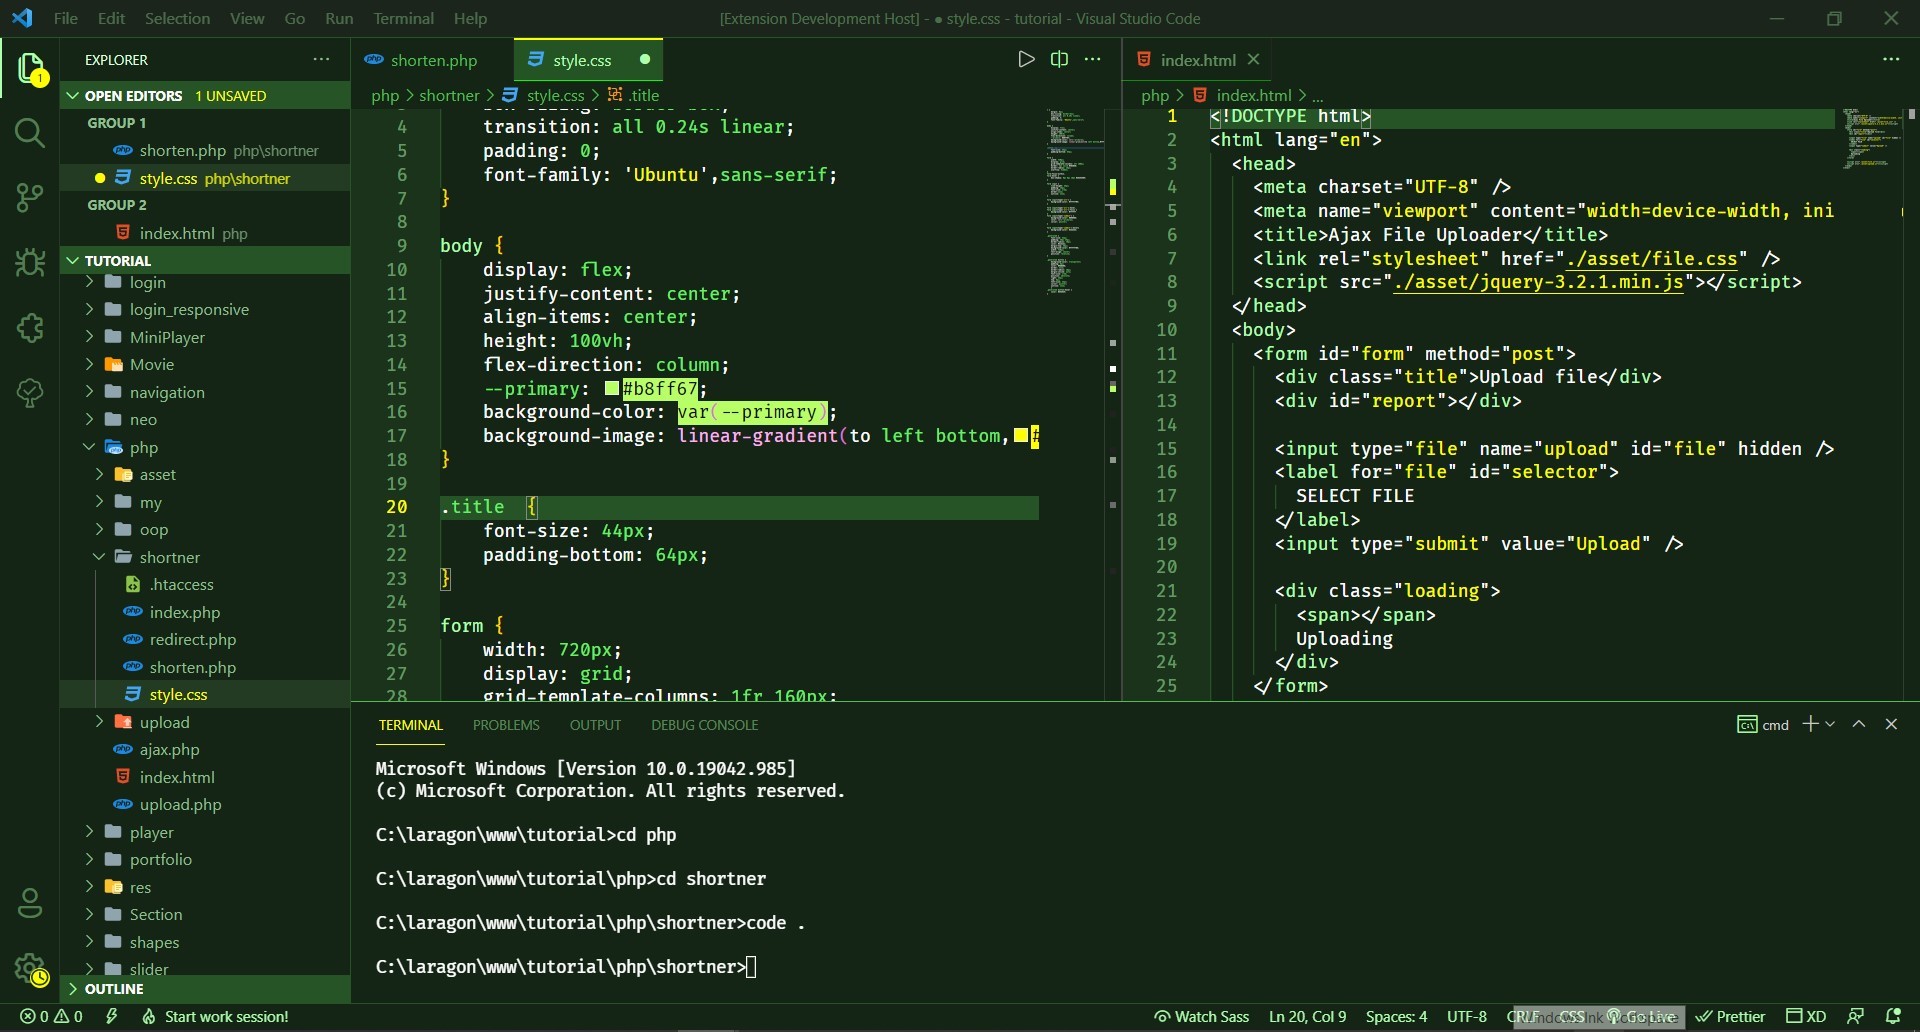 File Edit Selection View Go Run Terminal Help
[Extension Development Host] - ● style.css - tutorial - Visual Studio Code
EXPLORER
1
OPEN EDITORS 1 UNSAVED
GROUP 1
shorten.php php\shortner
style.css php\shortner
GROUP 2
index.html php
TUTORIAL
login
login_responsive
MiniPlayer
Movie
navigation
neo
php
asset
my
oop
shortner
.htaccess
index.php
redirect.php
shorten.php
style.css
upload
ajax.php
index.html
upload.php
player
portfolio
res
Section
shapes
slider
OUTLINE
shorten.php
style.css
php > shortner > style.css > .title
4 transition: all 0.24s linear;
5 padding: 0;
6 font-family: 'Ubuntu',sans-serif;
7 }
8
9 body {
10 display: flex;
11 justify-content: center;
12 align-items: center;
13 height: 100vh;
14 flex-direction: column;
15 --primary: #b8ff67;
16 background-color: var(--primary);
17 background-image: linear-gradient(to left bottom,#
18 }
19
20 .title {
21 font-size: 44px;
22 padding-bottom: 64px;
23 }
24
25 form {
26 width: 720px;
27 display: grid;
28 grid-template-columns: 1fr 160px;
index.html
php > index.html > ...
1 <!DOCTYPE html>
2 <html lang="en">
3 <head>
4 <meta charset="UTF-8" />
5 <meta name="viewport" content="width=device-width, ini
6 <title>Ajax File Uploader</title>
7 <link rel="stylesheet" href="./asset/file.css" />
8 <script src="./asset/jquery-3.2.1.min.js"></script>
9 </head>
10 <body>
11 <form id="form" method="post">
12 <div class="title">Upload file</div>
13 <div id="report"></div>
14
15 <input type="file" name="upload" id="file" hidden />
16 <label for="file" id="selector">
17 SELECT FILE
18 </label>
19 <input type="submit" value="Upload" />
20
21 <div class="loading">
22 <span></span>
23 Uploading
24 </div>
25 </form>
TERMINAL PROBLEMS OUTPUT DEBUG CONSOLE
cmd
Microsoft Windows [Version 10.0.19042.985]
(c) Microsoft Corporation. All rights reserved.
C:\laragon\www\tutorial>cd php
C:\laragon\www\tutorial\php>cd shortner
C:\laragon\www\tutorial\php\shortner>code .
C:\laragon\www\tutorial\php\shortner>
0 0 Start work session!
Watch Sass Ln 20, Col 9 Spaces: 4 UTF-8 CRLF CSS Go Live Prettier XD